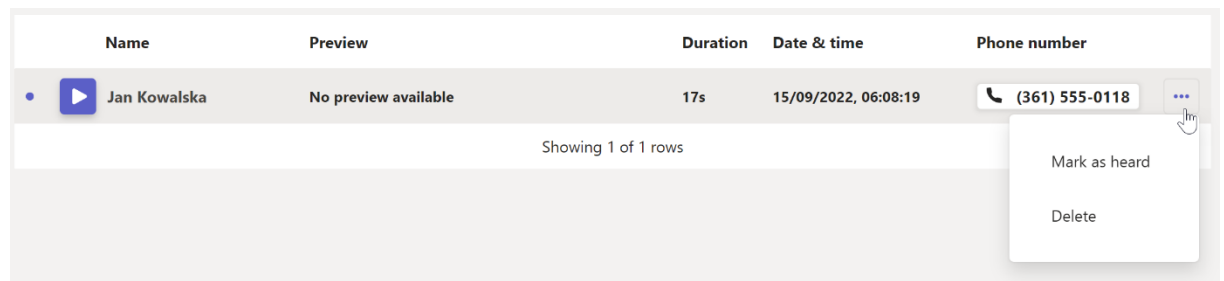 Name Preview Duration Date & time Phone number
Jan Kowalska No preview available 17s 15/09/2022, 06:08:19 (361) 555-0118
Showing 1 of 1 rows
Mark as heard
Delete